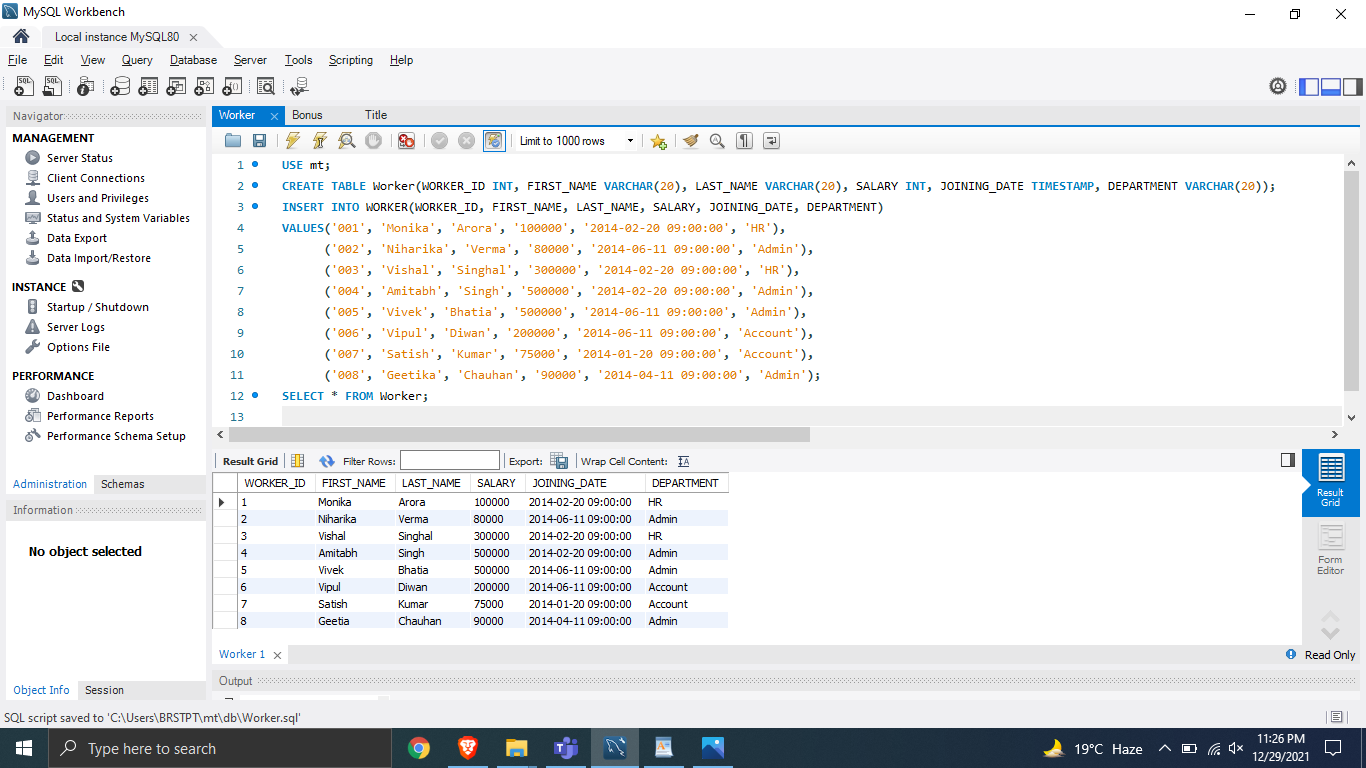 MySQL Workbench
Local instance MySQL80
File Edit View Query Database Server Tools Scripting Help
Navigator
MANAGEMENT
Server Status
Client Connections
Users and Privileges
Status and System Variables
Data Export
Data Import/Restore
INSTANCE
Startup / Shutdown
Server Logs
Options File
PERFORMANCE
Dashboard
Performance Reports
Performance Schema Setup
Administration Schemas
Information
No object selected
Object Info Session
Worker Bonus Title
Limit to 1000 rows
1 USE mt;
2 CREATE TABLE Worker(WORKER_ID INT, FIRST_NAME VARCHAR(20), LAST_NAME VARCHAR(20), SALARY INT, JOINING_DATE TIMESTAMP, DEPARTMENT VARCHAR(20));
3 INSERT INTO WORKER(WORKER_ID, FIRST_NAME, LAST_NAME, SALARY, JOINING_DATE, DEPARTMENT)
4 VALUES('001', 'Monika', 'Arora', '100000', '2014-02-20 09:00:00', 'HR'),
5 ('002', 'Niharika', 'Verma', '80000', '2014-06-11 09:00:00', 'Admin'),
6 ('003', 'Vishal', 'Singhal', '300000', '2014-02-20 09:00:00', 'HR'),
7 ('004', 'Amitabh', 'Singh', '500000', '2014-02-20 09:00:00', 'Admin'),
8 ('005', 'Vivek', 'Bhatia', '500000', '2014-06-11 09:00:00', 'Admin'),
9 ('006', 'Vipul', 'Diwan', '200000', '2014-06-11 09:00:00', 'Account'),
10 ('007', 'Satish', 'Kumar', '75000', '2014-01-20 09:00:00', 'Account'),
11 ('008', 'Geetika', 'Chauhan', '90000', '2014-04-11 09:00:00', 'Admin');
12 SELECT * FROM Worker;
13
Result Grid Filter Rows: Export: Wrap Cell Content:
WORKER_ID FIRST_NAME LAST_NAME SALARY JOINING_DATE DEPARTMENT
1 Monika Arora 100000 2014-02-20 09:00:00 HR
2 Niharika Verma 80000 2014-06-11 09:00:00 Admin
3 Vishal Singhal 300000 2014-02-20 09:00:00 HR
4 Amitabh Singh 500000 2014-02-20 09:00:00 Admin
5 Vivek Bhatia 500000 2014-06-11 09:00:00 Admin
6 Vipul Diwan 200000 2014-06-11 09:00:00 Account
7 Satish Kumar 75000 2014-01-20 09:00:00 Account
8 Geetia Chauhan 90000 2014-04-11 09:00:00 Admin
Result
Grid
Form
Editor
Worker 1
Read Only
Output
SQL script saved to 'C:\Users\BRSTPT\mt\db\Worker.sql'
Type here to search
19°C Haze
11:26 PM
12/29/2021